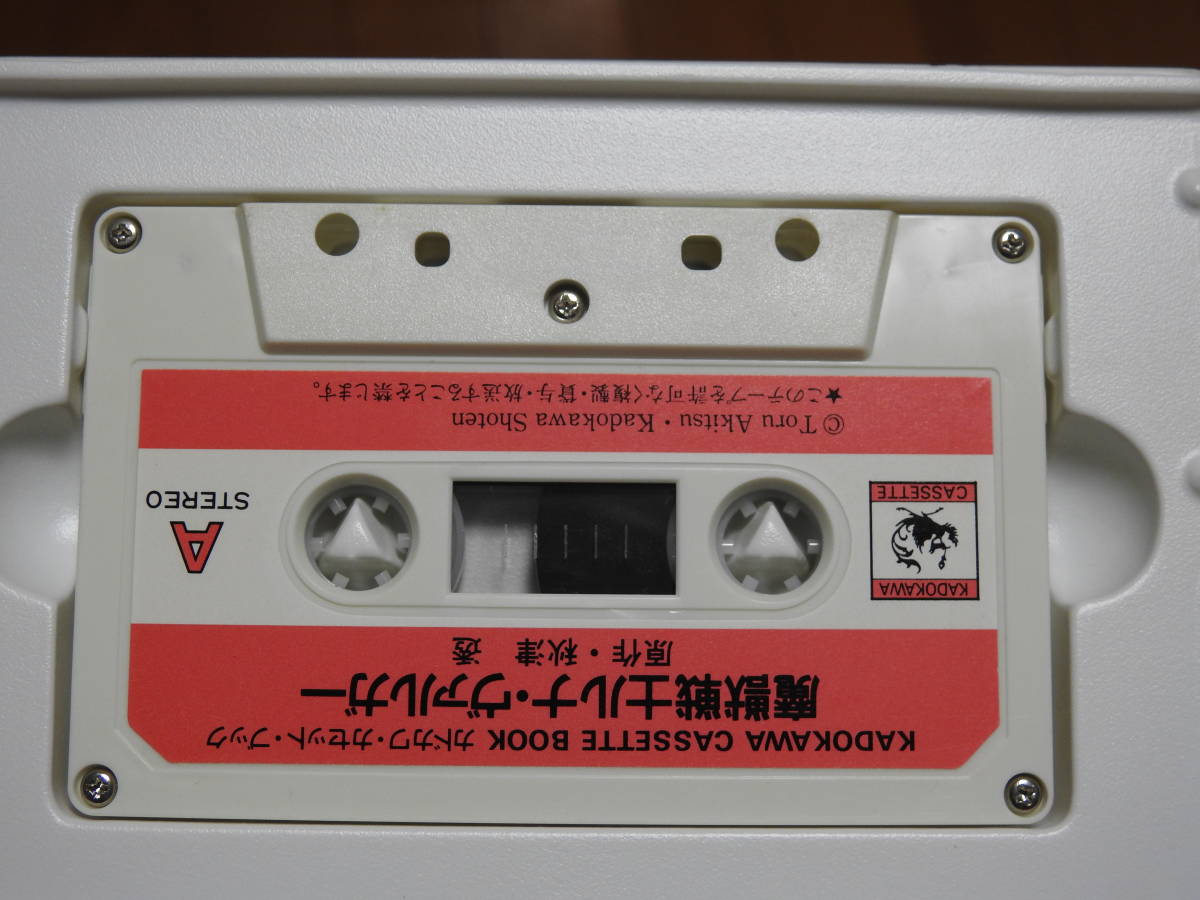 KADOKAWA CASSETTE BOOK カドカワ・カセット・ブック
魔獣戦士ルナ・ヴァルガー
原作・秋津 透
KADOKAWA
CASSETTE
A
STEREO
© Toru Akitsu・Kadokawa Shoten
★このテープを許可なく複製・貸与・放送することを禁じます。